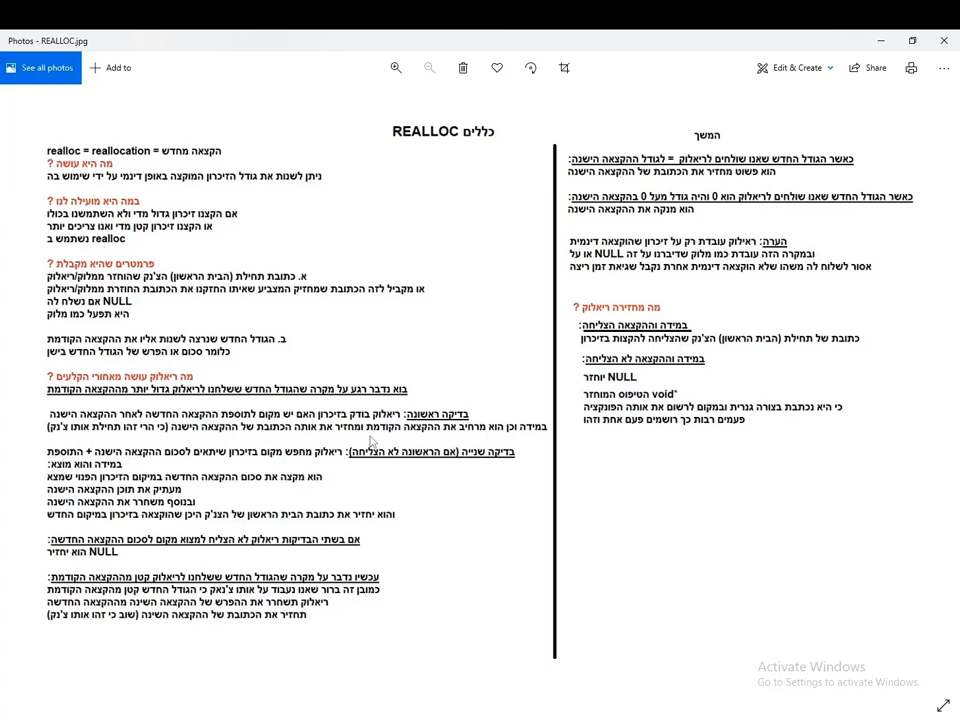 Photos - REALLOC.jpg
See all photos
Add to
Edit & Create
Share
כללים REALLOC
realloc = reallocation = הקצאה מחדש
מה היא עושה ?
ניתן לשנות את גודל הזיכרון המוקצה באופן דינמי על ידי שימוש בה
במה היא מועילה לנו ?
אם הקצנו זיכרון גדול מדי ולא השתמשנו בכולו
או הקצנו זיכרון קטן מדי ואנו צריכים יותר
נשתמש ב realloc
פרמטרים שהיא מקבלת ?
א. כתובת תחילת (הבית הראשון) הצ'נק שהוחזר ממלוק/ריאלוק
או מקביל לזה הכתובת שמחזיק המצביע שאיתו החזקנו את הכתובת החוזרת ממלוק/ריאלוק
אם נשלח לה NULL
היא תפעל כמו מלוק
ב. הגודל החדש שנרצה לשנות אליו את ההקצאה הקודמת
כלומר סכום או הפרש של הגודל החדש בישן
מה ריאלוק עושה מאחורי הקלעים ?
בוא נדבר רגע על מקרה שהגודל החדש ששלחנו לריאלוק גדול יותר מההקצאה הקודמת
בדיקה ראשונה: ריאלוק בודק בזיכרון האם יש מקום לתוספת ההקצאה החדשה לאחר ההקצאה הישנה
במידה וכן הוא מרחיב את ההקצאה הקודמת ומחזיר את אותה הכתובת של ההקצאה הישנה (כי הרי זהו תחילת אותו צ'נק)
בדיקה שנייה (אם הראשונה לא הצליחה): ריאלוק מחפש מקום בזיכרון שיתאים לסכום ההקצאה הישנה + התוספת
במידה והוא מוצא:
הוא מקצה את סכום ההקצאה החדשה במיקום הזיכרון הפנוי שמצא
מעתיק את תוכן ההקצאה הישנה
ובנוסף משחרר את ההקצאה הישנה
והוא יחזיר את כתובת הבית הראשון של הצנ'ק היכן שהוקצאה בזיכרון במיקום החדש
אם בשתי הבדיקות ריאלוק לא הצליח למצוא מקום לסכום ההקצאה החדשה:
הוא יחזיר NULL
עכשיו נדבר על מקרה שהגודל החדש ששלחנו לריאלוק קטן מההקצאה הקודמת:
כמובן זה ברור שאנו נעבוד על אותו צ'נאק כי הגודל החדש קטן מהקצאה הקודמת
ריאלוק תשחרר את ההפרש של ההקצאה השינה מההקצאה החדשה
תחזיר את הכתובת של ההקצאה השינה (שוב כי זהו אותו צ'נק)
המשך
כאשר הגודל החדש שאנו שולחים לריאלוק = לגודל ההקצאה הישנה:
הוא פשוט מחזיר את הכתובת של ההקצאה הישנה
כאשר הגודל החדש שאנו שולחים לריאלוק הוא 0 והיה גודל מעל 0 בהקצאה הישנה:
הוא מנקה את ההקצאה הישנה
הערה: ראילוק עובדת רק על זיכרון שהוקצאה דינמית
או על NULL ובמקרה הזה עובדת כמו מלוק שדיברנו על זה
אסור לשלוח לה משהו שלא הוקצאה דינמית אחרת נקבל שגיאת זמן ריצה
מה מחזירה ריאלוק ?
במידה וההקצאה הצליחה:
כתובת של תחילת (הבית הראשון) הצ'נק שהצליחה להקצות בזיכרון
במידה וההקצאה לא הצליחה:
יוחזר NULL
הטיפוס המוחזר void*
כי היא נכתבת בצורה גנרית ובמקום לרשום את אותה הפונקציה
פעמים רבות כך רושמים פעם אחת וזהו
Activate Windows
Go to Settings to activate Windows.